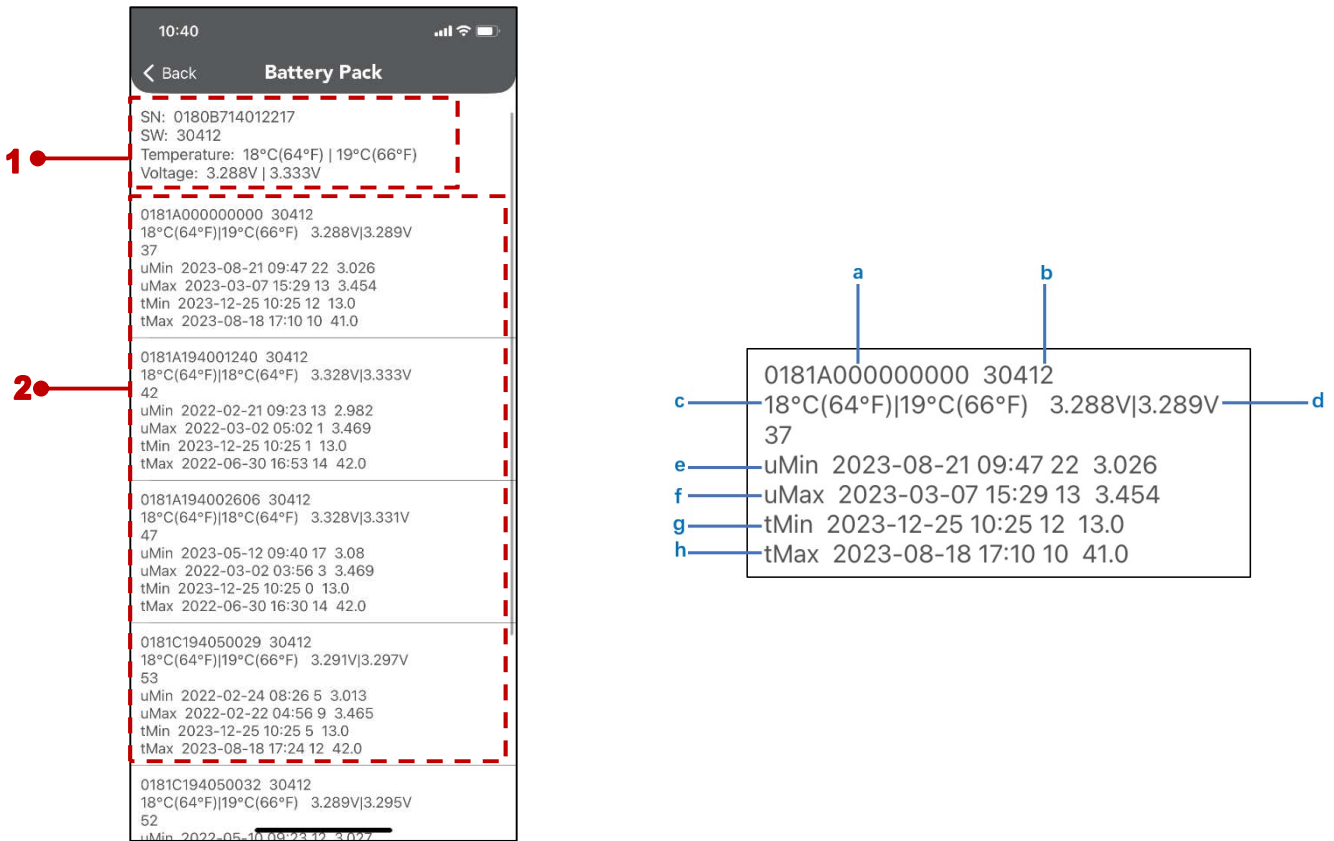 10:40
Back
Battery Pack
1
SN: 0180B714012217
SW: 30412
Temperature: 18°C(64°F) | 19°C(66°F)
Voltage: 3.288V | 3.333V
2
0181A000000000 30412
18°C(64°F)|19°C(66°F) 3.288V|3.289V
37
uMin 2023-08-21 09:47 22 3.026
uMax 2023-03-07 15:29 13 3.454
tMin 2023-12-25 10:25 12 13.0
tMax 2023-08-18 17:10 10 41.0
0181A194001240 30412
18°C(64°F)|18°C(64°F) 3.328V|3.333V
42
uMin 2022-02-21 09:23 13 2.982
uMax 2022-03-02 05:02 1 3.469
tMin 2023-12-25 10:25 1 13.0
tMax 2022-06-30 16:53 14 42.0
0181A194002606 30412
18°C(64°F)|18°C(64°F) 3.328V|3.331V
47
uMin 2023-05-12 09:40 17 3.08
uMax 2022-03-02 03:56 3 3.469
tMin 2023-12-25 10:25 0 13.0
tMax 2022-06-30 16:30 14 42.0
0181C194050029 30412
18°C(64°F)|19°C(66°F) 3.291V|3.297V
53
uMin 2022-02-24 08:26 5 3.013
uMax 2022-02-22 04:56 9 3.465
tMin 2023-12-25 10:25 5 13.0
tMax 2023-08-18 17:24 12 42.0
0181C194050032 30412
18°C(64°F)|19°C(66°F) 3.289V|3.295V
52
uMin 2022-05-10 09:23 12 3.027
a
b
0181A000000000 30412
c
18°C(64°F)|19°C(66°F) 3.288V|3.289V
d
37
e
uMin 2023-08-21 09:47 22 3.026
f
uMax 2023-03-07 15:29 13 3.454
g
tMin 2023-12-25 10:25 12 13.0
h
tMax 2023-08-18 17:10 10 41.0